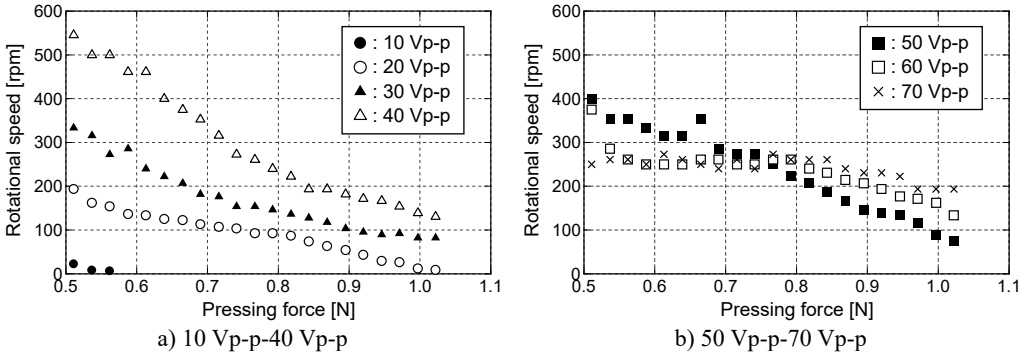 600
500
400
300
200
100
0
Rotational speed [rpm]
: 10 Vp-p
: 20 Vp-p
: 30 Vp-p
: 40 Vp-p
0.5 0.6 0.7 0.8 0.9 1.0 1.1
Pressing force [N]
a) 10 Vp-p-40 Vp-p
600
500
400
300
200
100
0
Rotational speed [rpm]
: 50 Vp-p
: 60 Vp-p
: 70 Vp-p
0.5 0.6 0.7 0.8 0.9 1.0 1.1
Pressing force [N]
b) 50 Vp-p-70 Vp-p